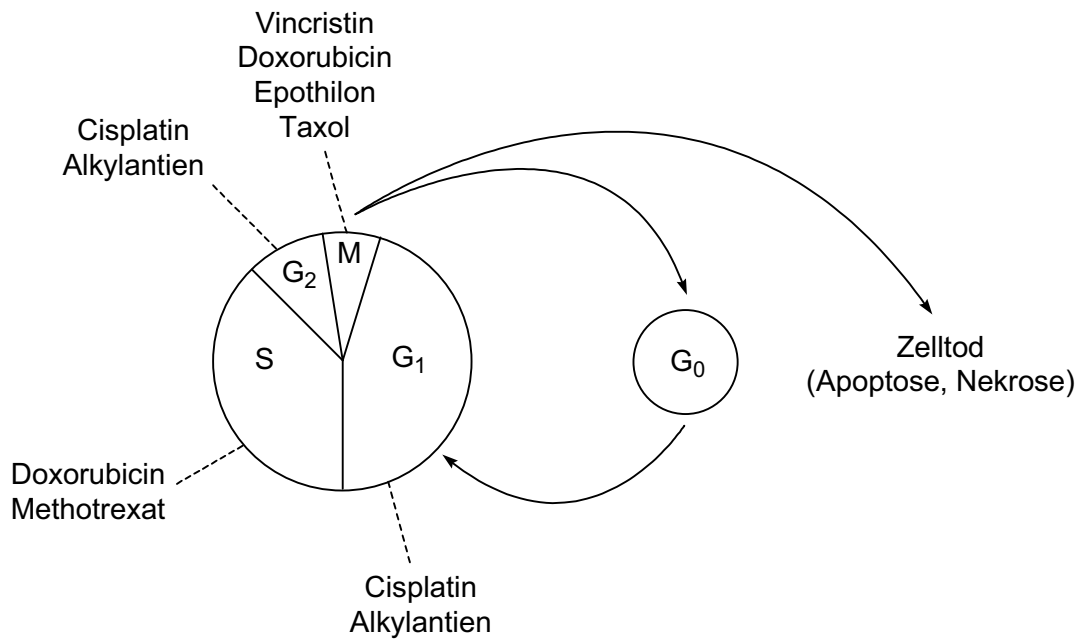 Vincristin
Doxorubicin
Epothilon
Taxol
Cisplatin
Alkylantien
M
G₂
S
G₁
G₀
Zelltod
(Apoptose, Nekrose)
Doxorubicin
Methotrexat
Cisplatin
Alkylantien